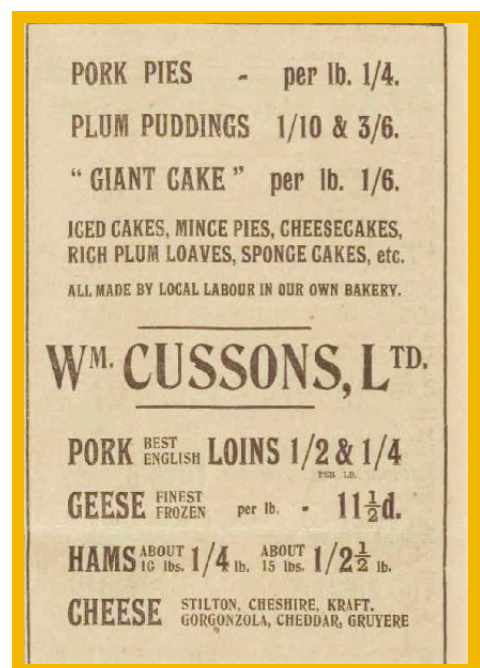 PORK PIES - per lb. 1/4.
PLUM PUDDINGS 1/10 & 3/6.
"GIANT CAKE" per lb. 1/6.
ICED CAKES, MINCE PIES, CHEESECAKES,
RICH PLUM LOAVES, SPONGE CAKES, etc.
ALL MADE BY LOCAL LABOUR IN OUR OWN BAKERY.
WM. CUSSONS, LTD.
PORK BEST ENGLISH LOINS 1/2 & 1/4
PER LB.
GEESE FINEST FROZEN per lb. - 11½d.
HAMS ABOUT 10 lbs. 1/4 lb. ABOUT 15 lbs. 1/2½ lb.
CHEESE STILTON, CHESHIRE, KRAFT,
GORGONZOLA, CHEDDAR, GRUYERE